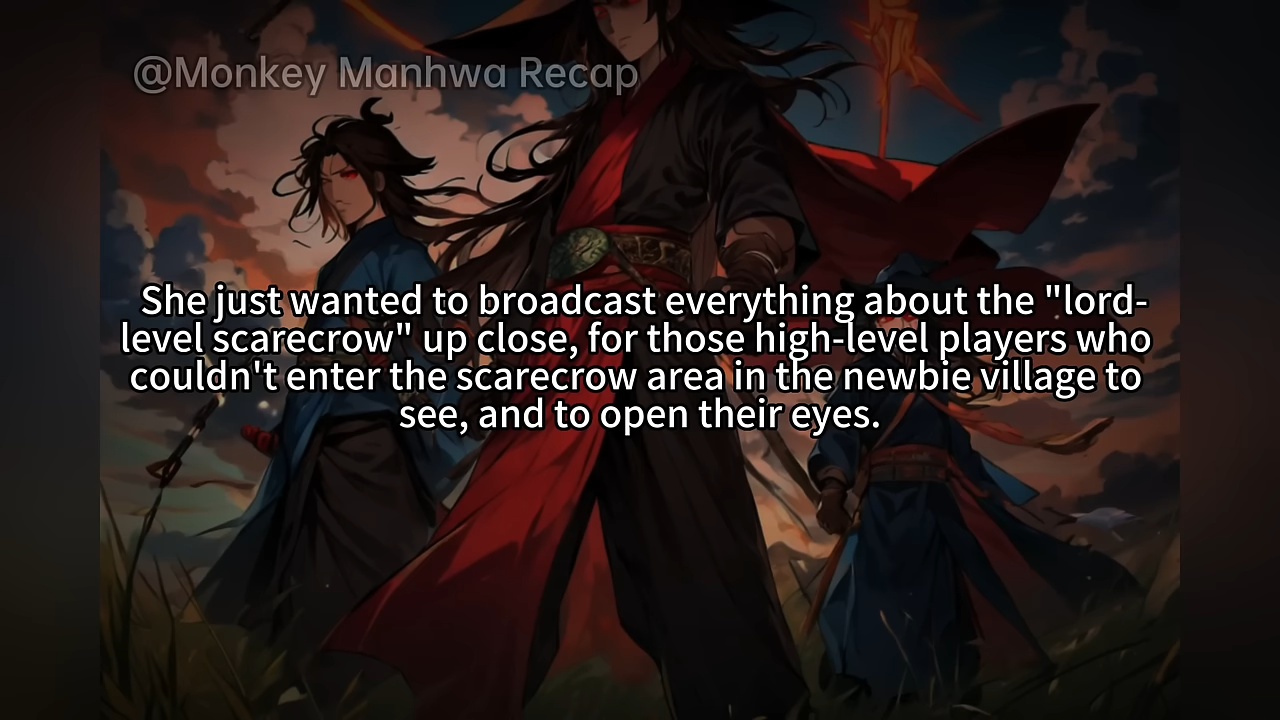 @Monkey Manhwa Recap
She just wanted to broadcast everything about the "lord-
level scarecrow" up close, for those high-level players who
couldn't enter the scarecrow area in the newbie village to
see, and to open their eyes.